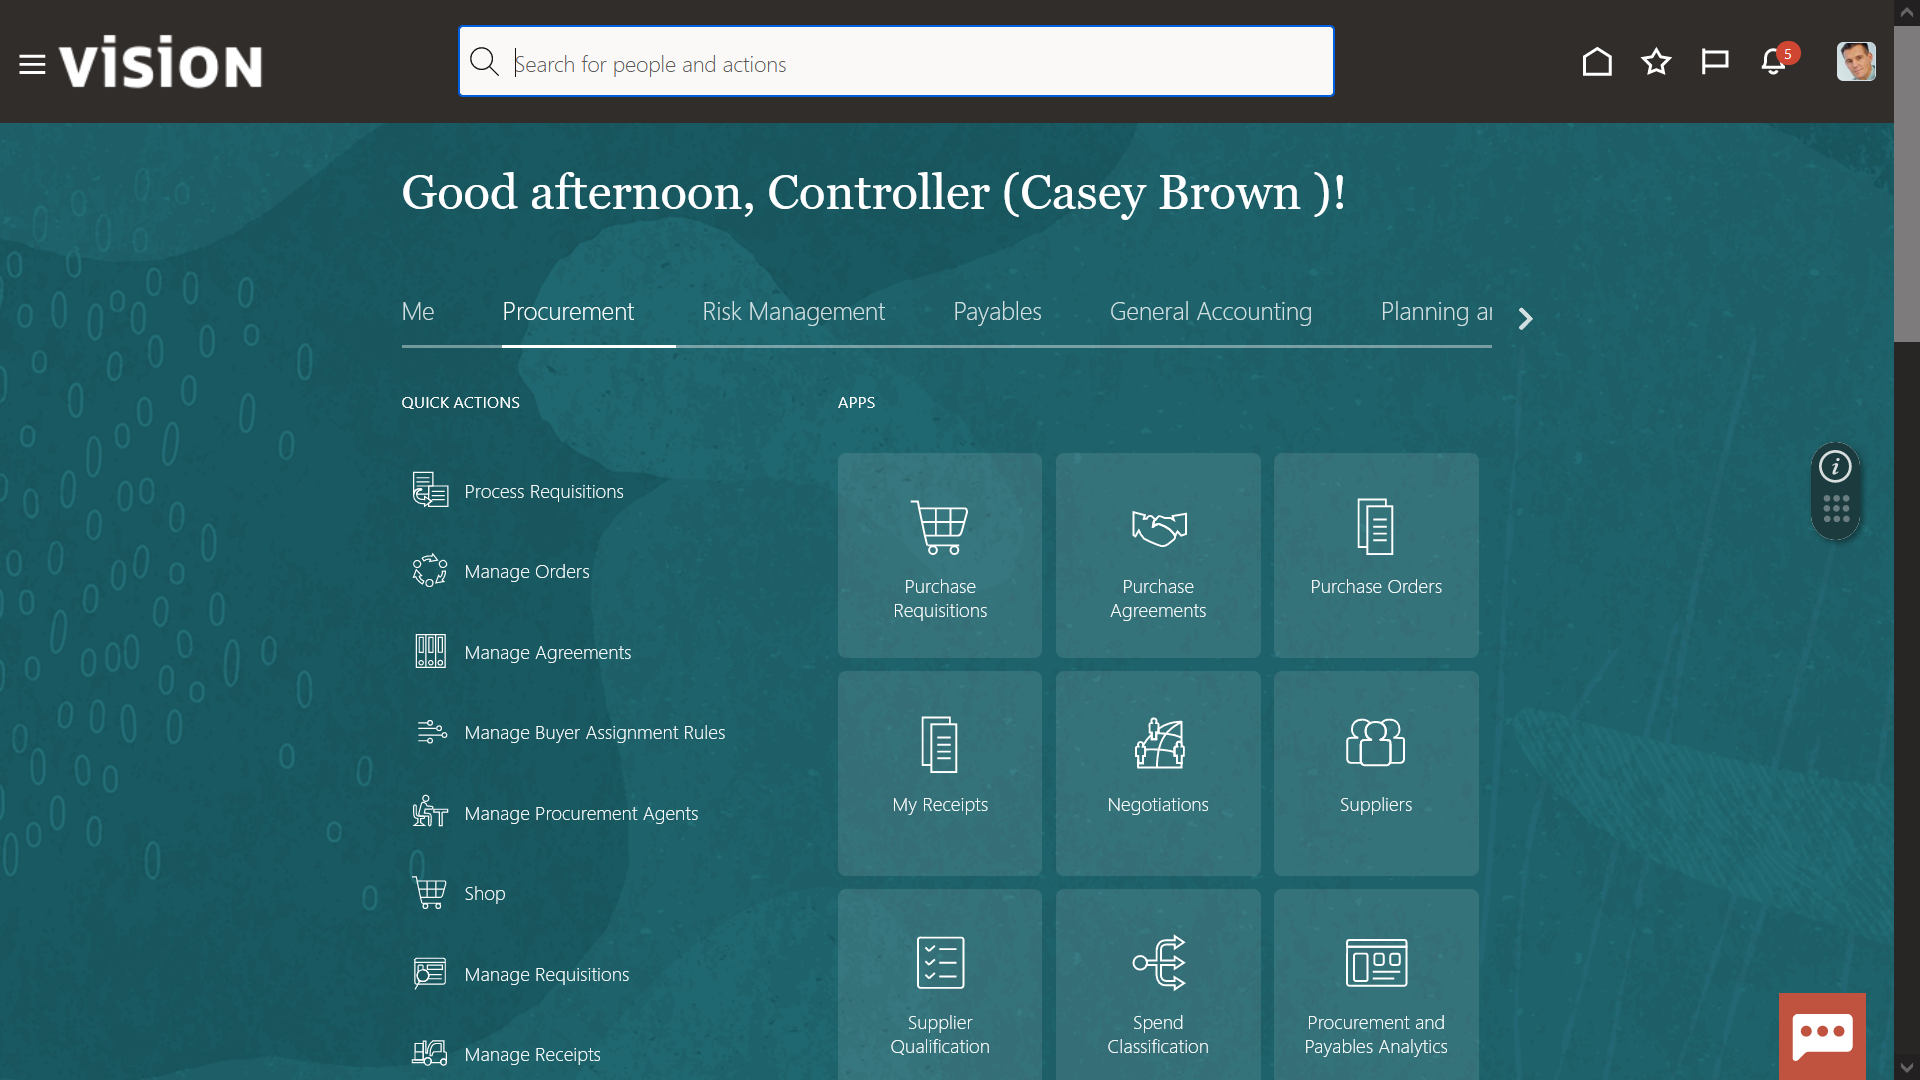 vision
Search for people and actions
5
Good afternoon, Controller (Casey Brown )!
Me
Procurement
Risk Management
Payables
General Accounting
Planning ar
QUICK ACTIONS
Process Requisitions
Manage Orders
Manage Agreements
Manage Buyer Assignment Rules
Manage Procurement Agents
Shop
Manage Requisitions
Manage Receipts
APPS
Purchase
Requisitions
Purchase
Agreements
Purchase Orders
My Receipts
Negotiations
Suppliers
Supplier
Qualification
Spend
Classification
Procurement and
Payables Analytics